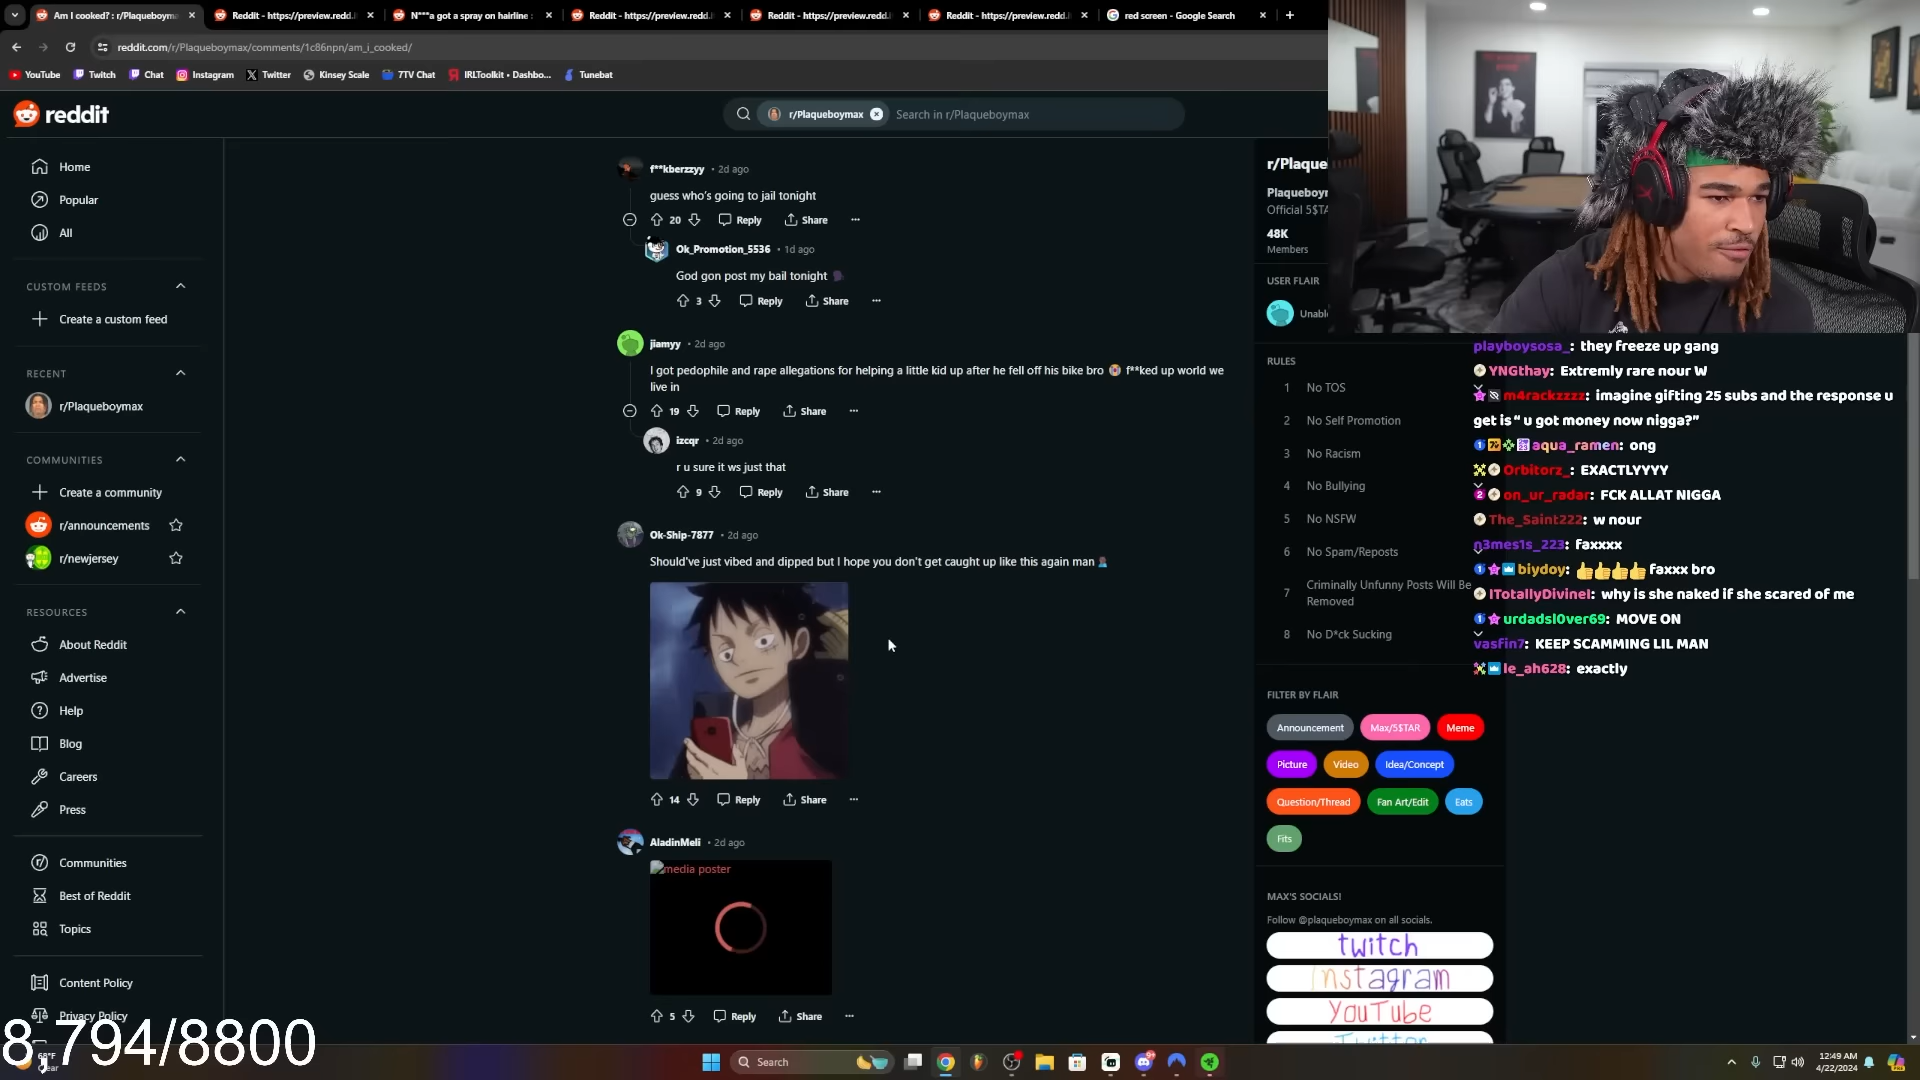 Am I cooked? : r/Plaqueboymax
Reddit - https://preview.redd.i
N***a got a spray on hairline :
Reddit - https://preview.redd.i
Reddit - https://preview.redd.i
Reddit - https://preview.redd.i
red screen - Google Search
reddit.com/r/Plaqueboymax/comments/1c86npn/am_i_cooked/
YouTube
Twitch
Chat
Instagram
Twitter
Kinsey Scale
7TV Chat
IRLToolkit • Dashbo...
Tunebat
reddit
r/Plaqueboymax
Search in r/Plaqueboymax
Home
Popular
All
CUSTOM FEEDS
Create a custom feed
RECENT
r/Plaqueboymax
COMMUNITIES
Create a community
r/announcements
r/newjersey
RESOURCES
About Reddit
Advertise
Help
Blog
Careers
Press
Communities
Best of Reddit
Topics
Content Policy
Privacy Policy
8,794/8800
f**kberzzyy • 2d ago
guess who's going to jail tonight
20 Reply Share
Ok_Promotion_5536 • 1d ago
God gon post my bail tonight
3 Reply Share
jiamyy • 2d ago
I got pedophile and rape allegations for helping a little kid up after he fell off his bike bro f**ked up world we
live in
19 Reply Share
izcqr • 2d ago
r u sure it ws just that
9 Reply Share
Ok-Ship-7877 • 2d ago
Should've just vibed and dipped but I hope you don't get caught up like this again man
14 Reply Share
AladinMeli • 2d ago
media poster
5 Reply Share
r/Plaque
Plaqueboyr
Official 5$TA
48K
Members
USER FLAIR
Unabl
RULES
1 No TOS
2 No Self Promotion
3 No Racism
4 No Bullying
5 No NSFW
6 No Spam/Reposts
7 Criminally Unfunny Posts Will Be
Removed
8 No D*ck Sucking
FILTER BY FLAIR
Announcement
Max/5$TAR
Meme
Picture
Video
Idea/Concept
Question/Thread
Fan Art/Edit
Eats
Fits
MAX'S SOCIALS!
Follow @plaqueboymax on all socials.
twitch
Instagram
YouTube
Twitter
playboysosa_: they freeze up gang
YNGthay: Extremly rare nour W
m4rackzzzz: imagine gifting 25 subs and the response u
get is “ u got money now nigga?”
aqua_ramen: ong
Orbitorz_: EXACTLYYYY
on_ur_radar: FCK ALLAT NIGGA
The_Saint222: w nour
n3mes1s_223: faxxxx
biydoy: faxxx bro
ITotallyDivineI: why is she naked if she scared of me
urdadsl0ver69: MOVE ON
vasfin7: KEEP SCAMMING LIL MAN
le_ah628: exactly
68°F
Clear
Search
12:49 AM
4/22/2024